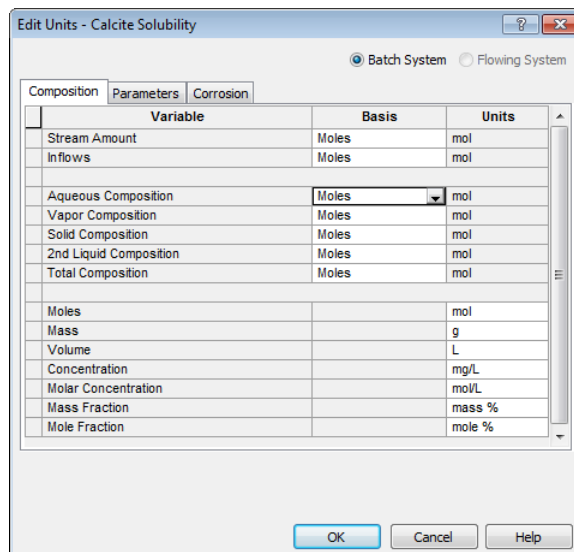 Edit Units - Calcite Solubility
Batch System Flowing System
Composition Parameters Corrosion
Variable Basis Units
Stream Amount Moles mol
Inflows Moles mol
Aqueous Composition Moles mol
Vapor Composition Moles mol
Solid Composition Moles mol
2nd Liquid Composition Moles mol
Total Composition Moles mol
Moles mol
Mass g
Volume L
Concentration mg/L
Molar Concentration mol/L
Mass Fraction mass %
Mole Fraction mole %
OK Cancel Help